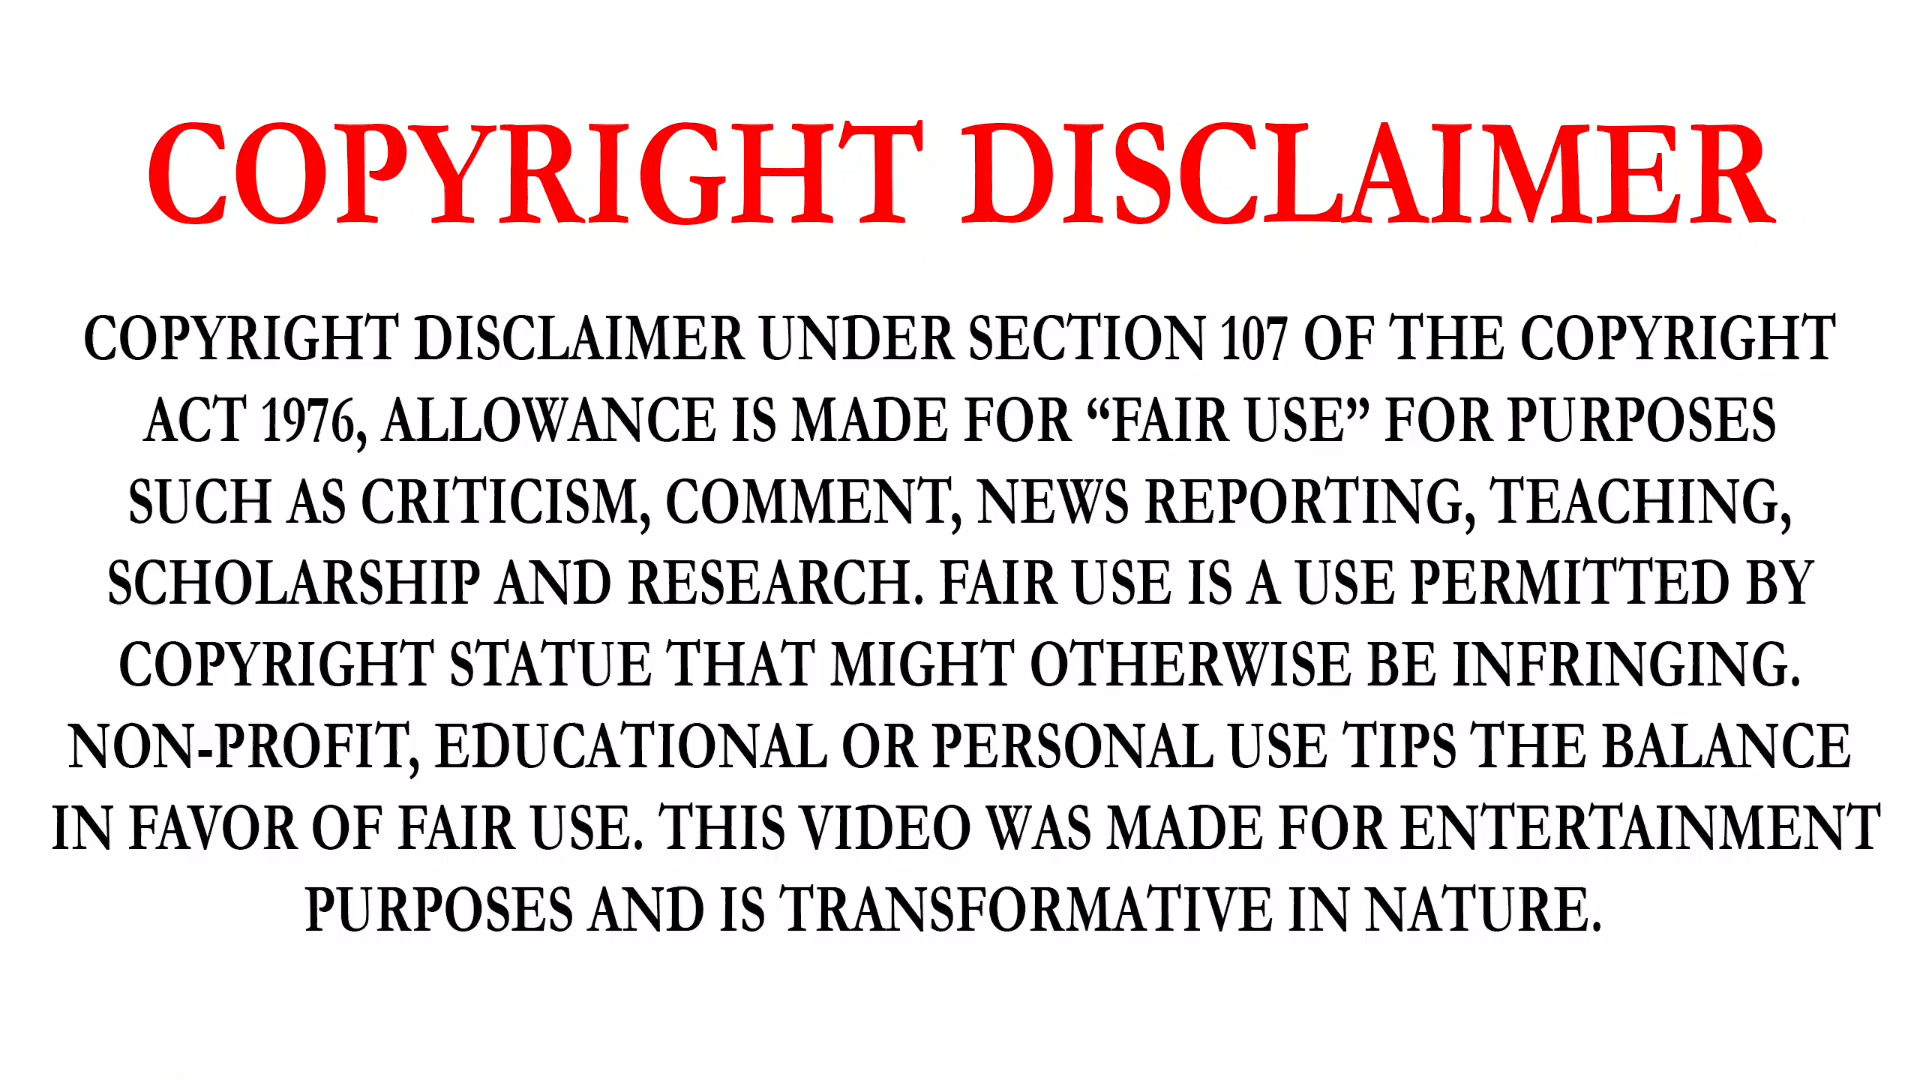 COPYRIGHT DISCLAIMER
COPYRIGHT DISCLAIMER UNDER SECTION 107 OF THE COPYRIGHT
ACT 1976, ALLOWANCE IS MADE FOR “FAIR USE” FOR PURPOSES
SUCH AS CRITICISM, COMMENT, NEWS REPORTING, TEACHING,
SCHOLARSHIP AND RESEARCH. FAIR USE IS A USE PERMITTED BY
COPYRIGHT STATUE THAT MIGHT OTHERWISE BE INFRINGING.
NON-PROFIT, EDUCATIONAL OR PERSONAL USE TIPS THE BALANCE
IN FAVOR OF FAIR USE. THIS VIDEO WAS MADE FOR ENTERTAINMENT
PURPOSES AND IS TRANSFORMATIVE IN NATURE.